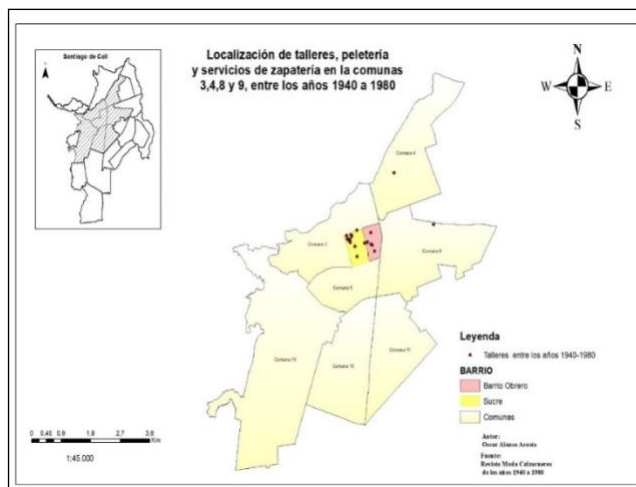 Santiago de Cali
N
Localización de talleres, peletería
y servicios de zapatería en la comunas
3,4,8 y 9, entre los años 1940 a 1980
N
W E
S
Comuna 4
Comuna 3
Comuna 8
Comuna 9
Comuna 11
Comuna 10
Comuna 19
Leyenda
Talleres entre los años 1940-1980
BARRIO
Barrio Obrero
Sucre
Comunas
Autor:
Oscar Alonso Acosta
Fuente:
Revista Moda Calzacueros
de los años 1940 a 1980
0 0,45 0,9 1,8 2,7 3,6
Km
1:45.000